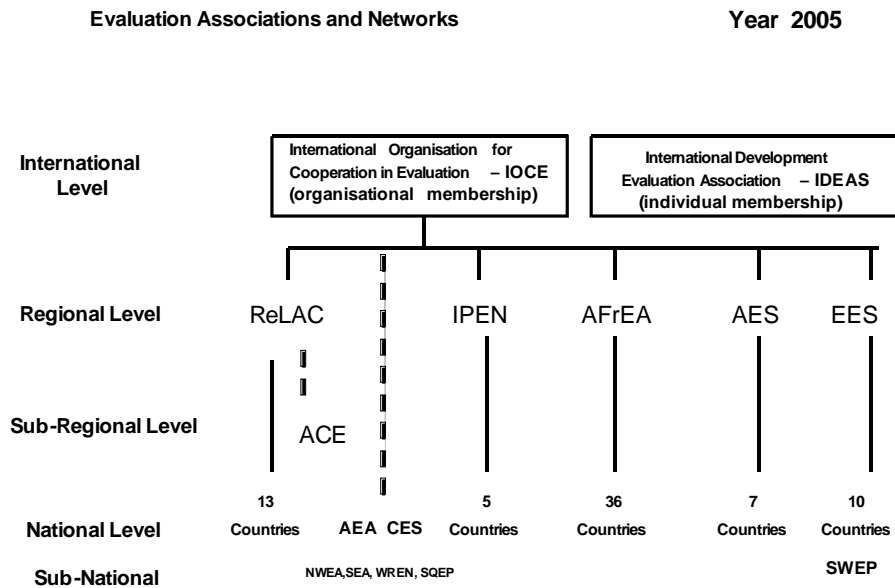 Evaluation Associations and Networks
Year 2005
International
Level
International Organisation for
Cooperation in Evaluation – IOCE
(organisational membership)
International Development
Evaluation Association – IDEAS
(individual membership)
Regional Level
ReLAC
IPEN
AFrEA
AES
EES
Sub-Regional Level
ACE
National Level
13
Countries
AEA CES
5
Countries
36
Countries
7
Countries
10
Countries
Sub-National
NWEA,SEA, WREN, SQEP
SWEP